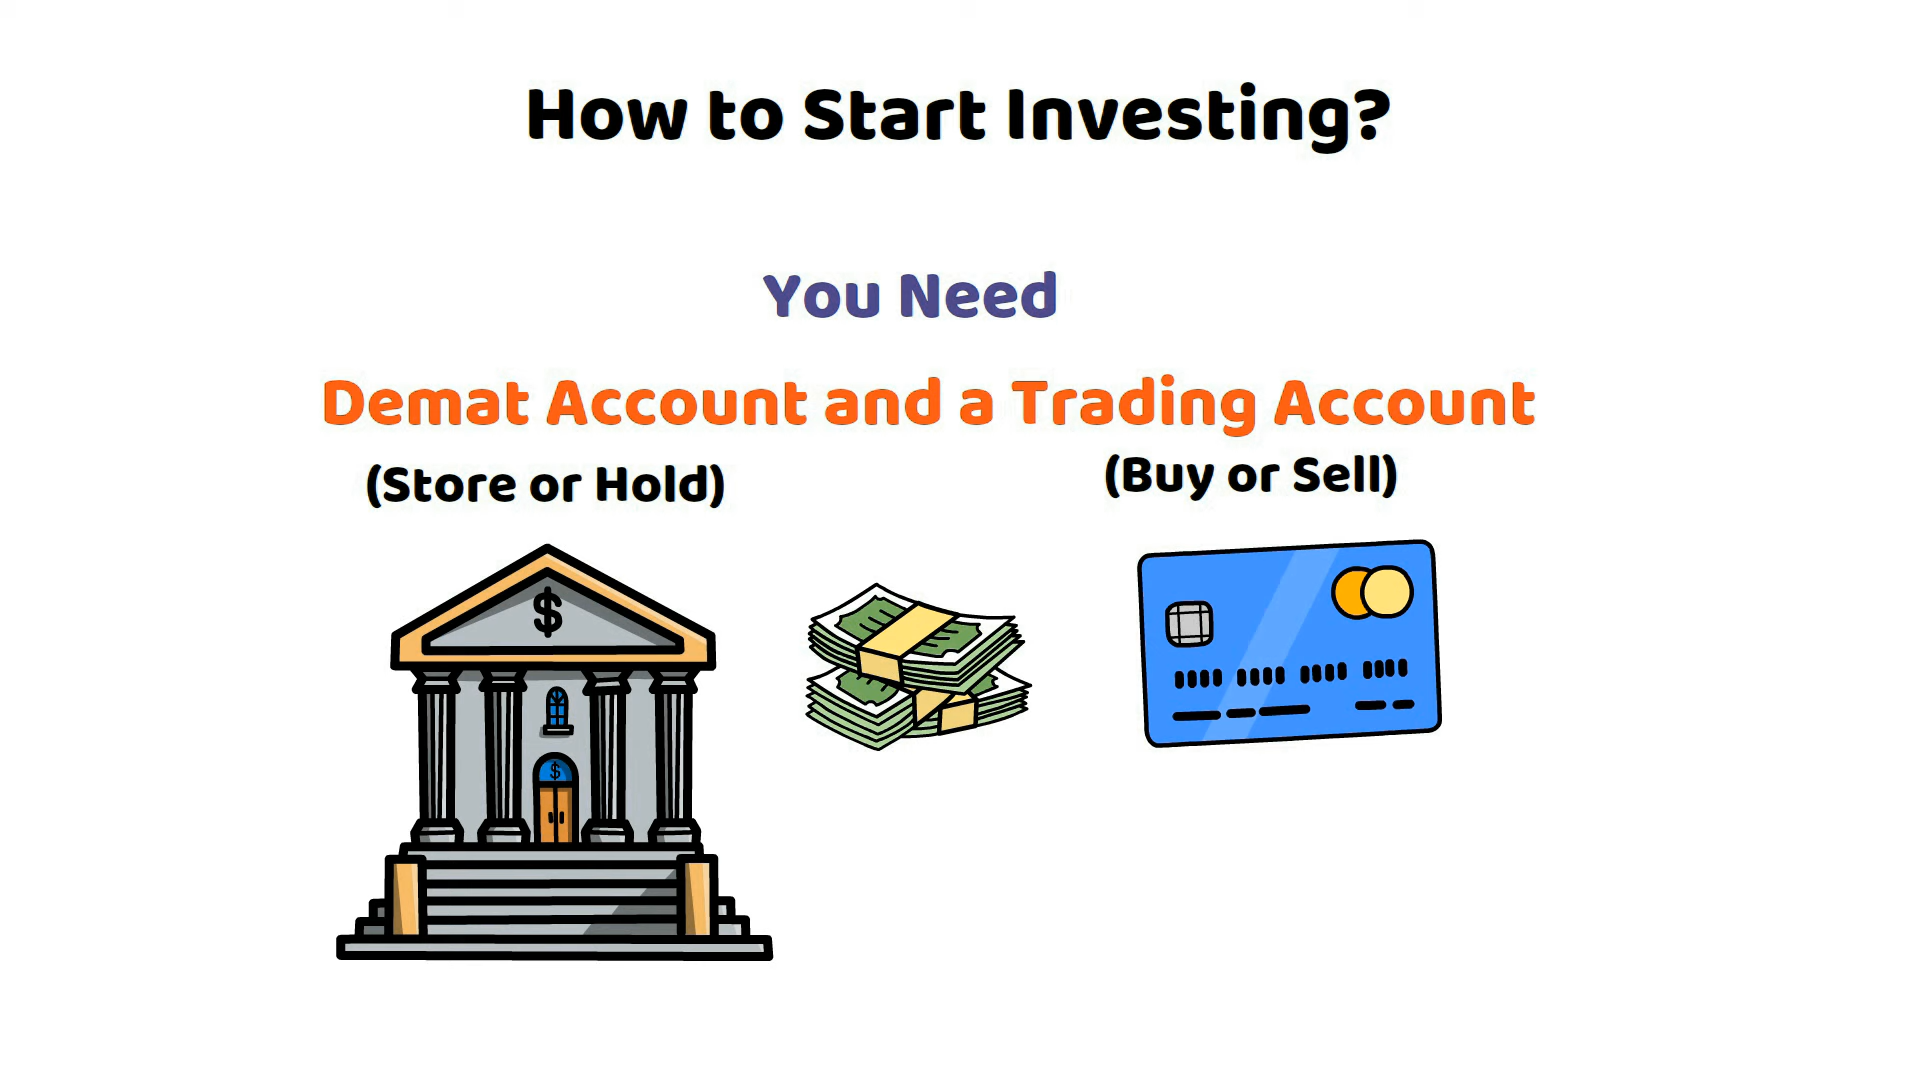 How to Start Investing?
You Need
Demat Account and a Trading Account
(Store or Hold)
(Buy or Sell)
$
$